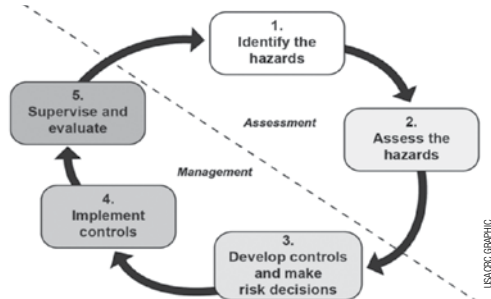 1.
Identify the
hazards
2.
Assess the
hazards
3.
Develop controls
and make
risk decisions
4.
Implement
controls
5.
Supervise and
evaluate
Assessment
Management
USACRC GRAPHIC